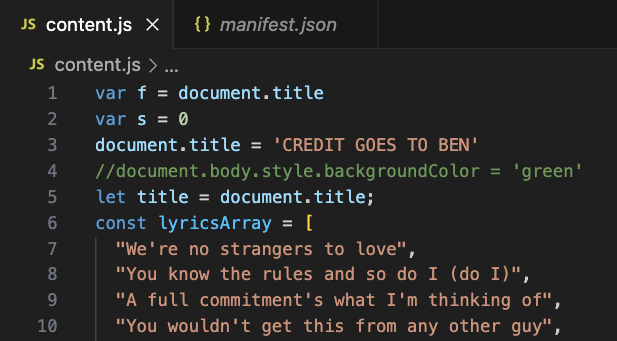 JS content.js × {} manifest.json
JS content.js > ...
1 var f = document.title
2 var s = 0
3 document.title = 'CREDIT GOES TO BEN'
4 //document.body.style.backgroundColor = 'green'
5 let title = document.title;
6 const lyricsArray = [
7 "We're no strangers to love",
8 "You know the rules and so do I (do I)",
9 "A full commitment's what I'm thinking of",
10 "You wouldn't get this from any other guy",